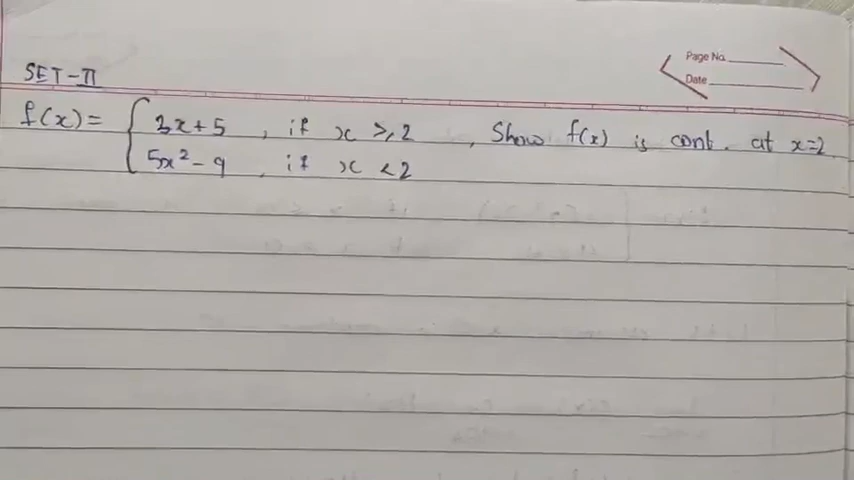 SET-II
Page No.
Date
f(x) = { 3x+5 , if x ≥ 2 , Show f(x) is cont. at x=2
5x² - 9 , if x < 2